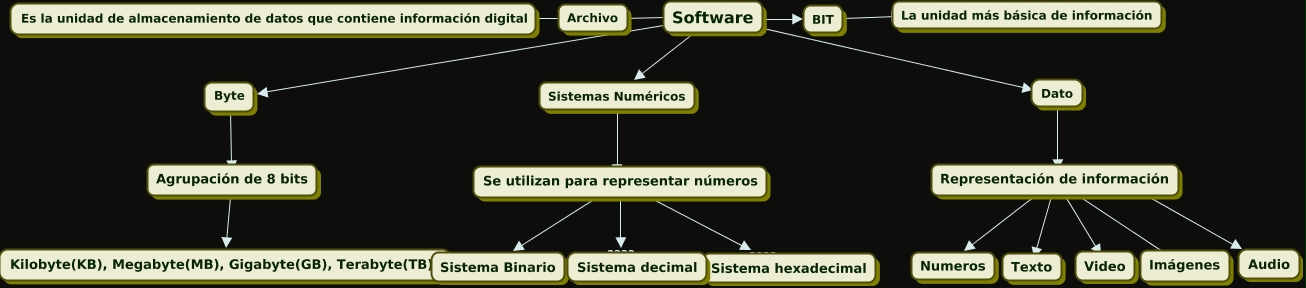 Es la unidad de almacenamiento de datos que contiene información digital
Archivo
Software
BIT
La unidad más básica de información
Byte
Sistemas Numéricos
Dato
Agrupación de 8 bits
Se utilizan para representar números
Representación de información
Kilobyte(KB), Megabyte(MB), Gigabyte(GB), Terabyte(TB)
Sistema Binario
Sistema decimal
Sistema hexadecimal
Numeros
Texto
Video
Imágenes
Audio